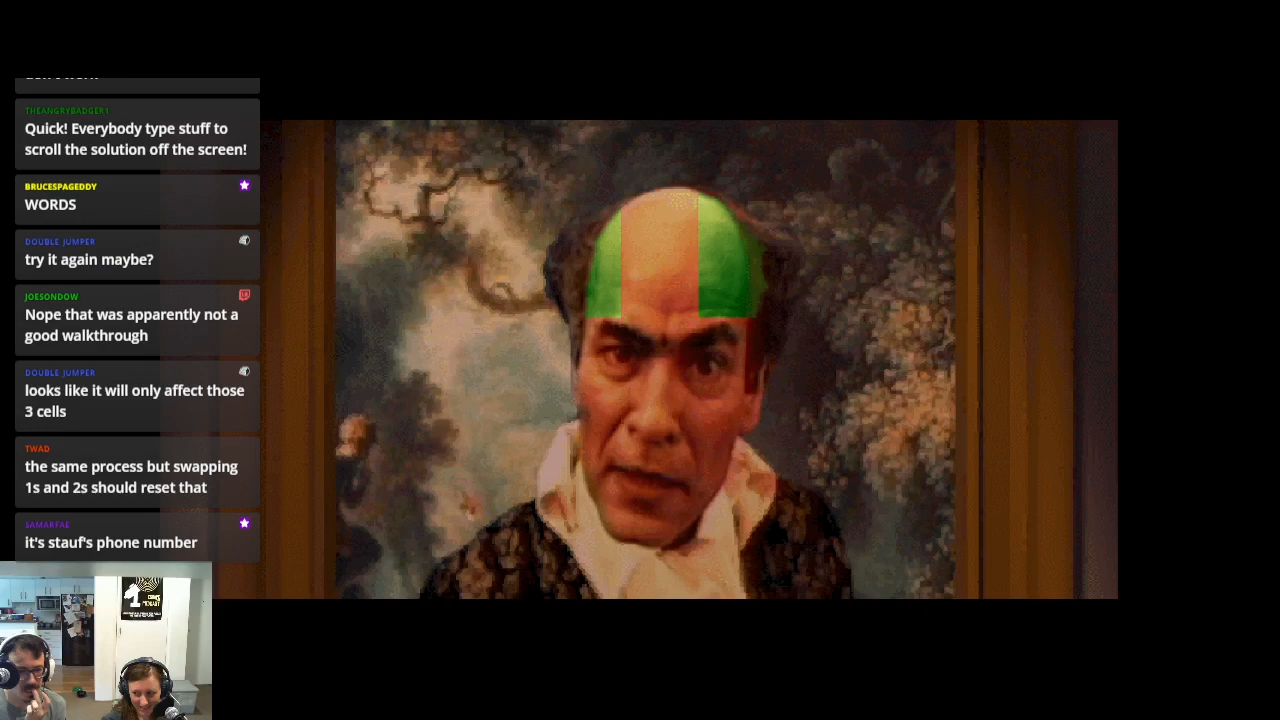 THEANGRYBADGER1
Quick! Everybody type stuff to
scroll the solution off the screen!
BRUCESPAGEDDY
WORDS
DOUBLE JUMPER
try it again maybe?
JOESONDOW
Nope that was apparently not a
good walkthrough
DOUBLE JUMPER
looks like it will only affect those
3 cells
TWAD
the same process but swapping
1s and 2s should reset that
SAMARFAE
it's stauf's phone number